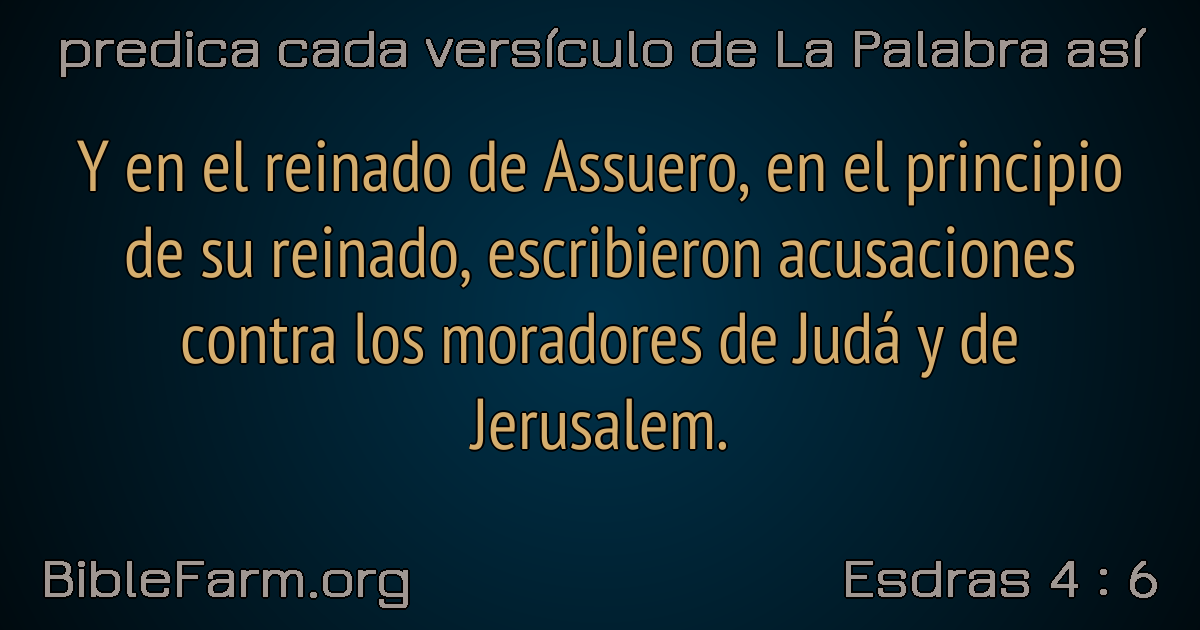 predica cada versículo de La Palabra así
Y en el reinado de Assuero, en el principio
de su reinado, escribieron acusaciones
contra los moradores de Judá y de
Jerusalem.
BibleFarm.org
Esdras 4 : 6